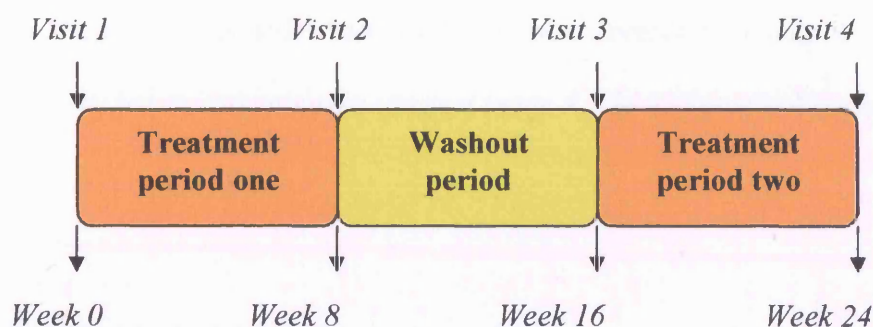 Visit 1 Visit 2 Visit 3 Visit 4
Treatment period one
Washout period
Treatment period two
Week 0 Week 8 Week 16 Week 24